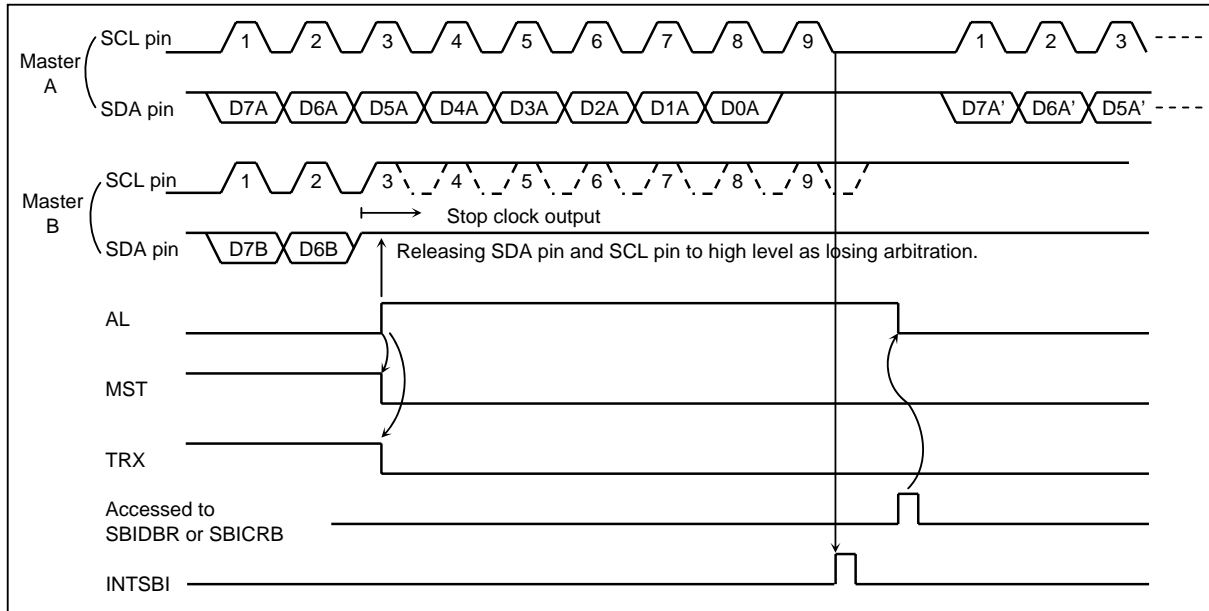 Master A
SCL pin
1 2 3 4 5 6 7 8 9 1 2 3
SDA pin
D7A D6A D5A D4A D3A D2A D1A D0A D7A' D6A' D5A'
Master B
SCL pin
1 2 3 4 5 6 7 8 9
Stop clock output
SDA pin
D7B D6B
Releasing SDA pin and SCL pin to high level as losing arbitration.
AL
MST
TRX
Accessed to
SBIDBR or SBICRB
INTSBI